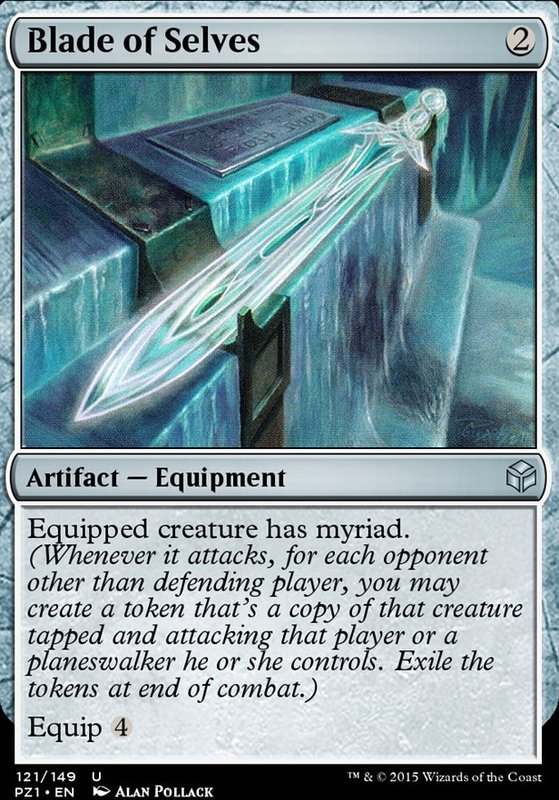 Blade of Selves 2
Artifact — Equipment
Equipped creature has myriad.
(Whenever it attacks, for each opponent
other than defending player, you may
create a token that's a copy of that creature
tapped and attacking that player or a
planeswalker he or she controls. Exile the
tokens at end of combat.)
Equip 4
121/149 U
PZ1 • EN ALAN POLLACK
™ & © 2015 Wizards of the Coast